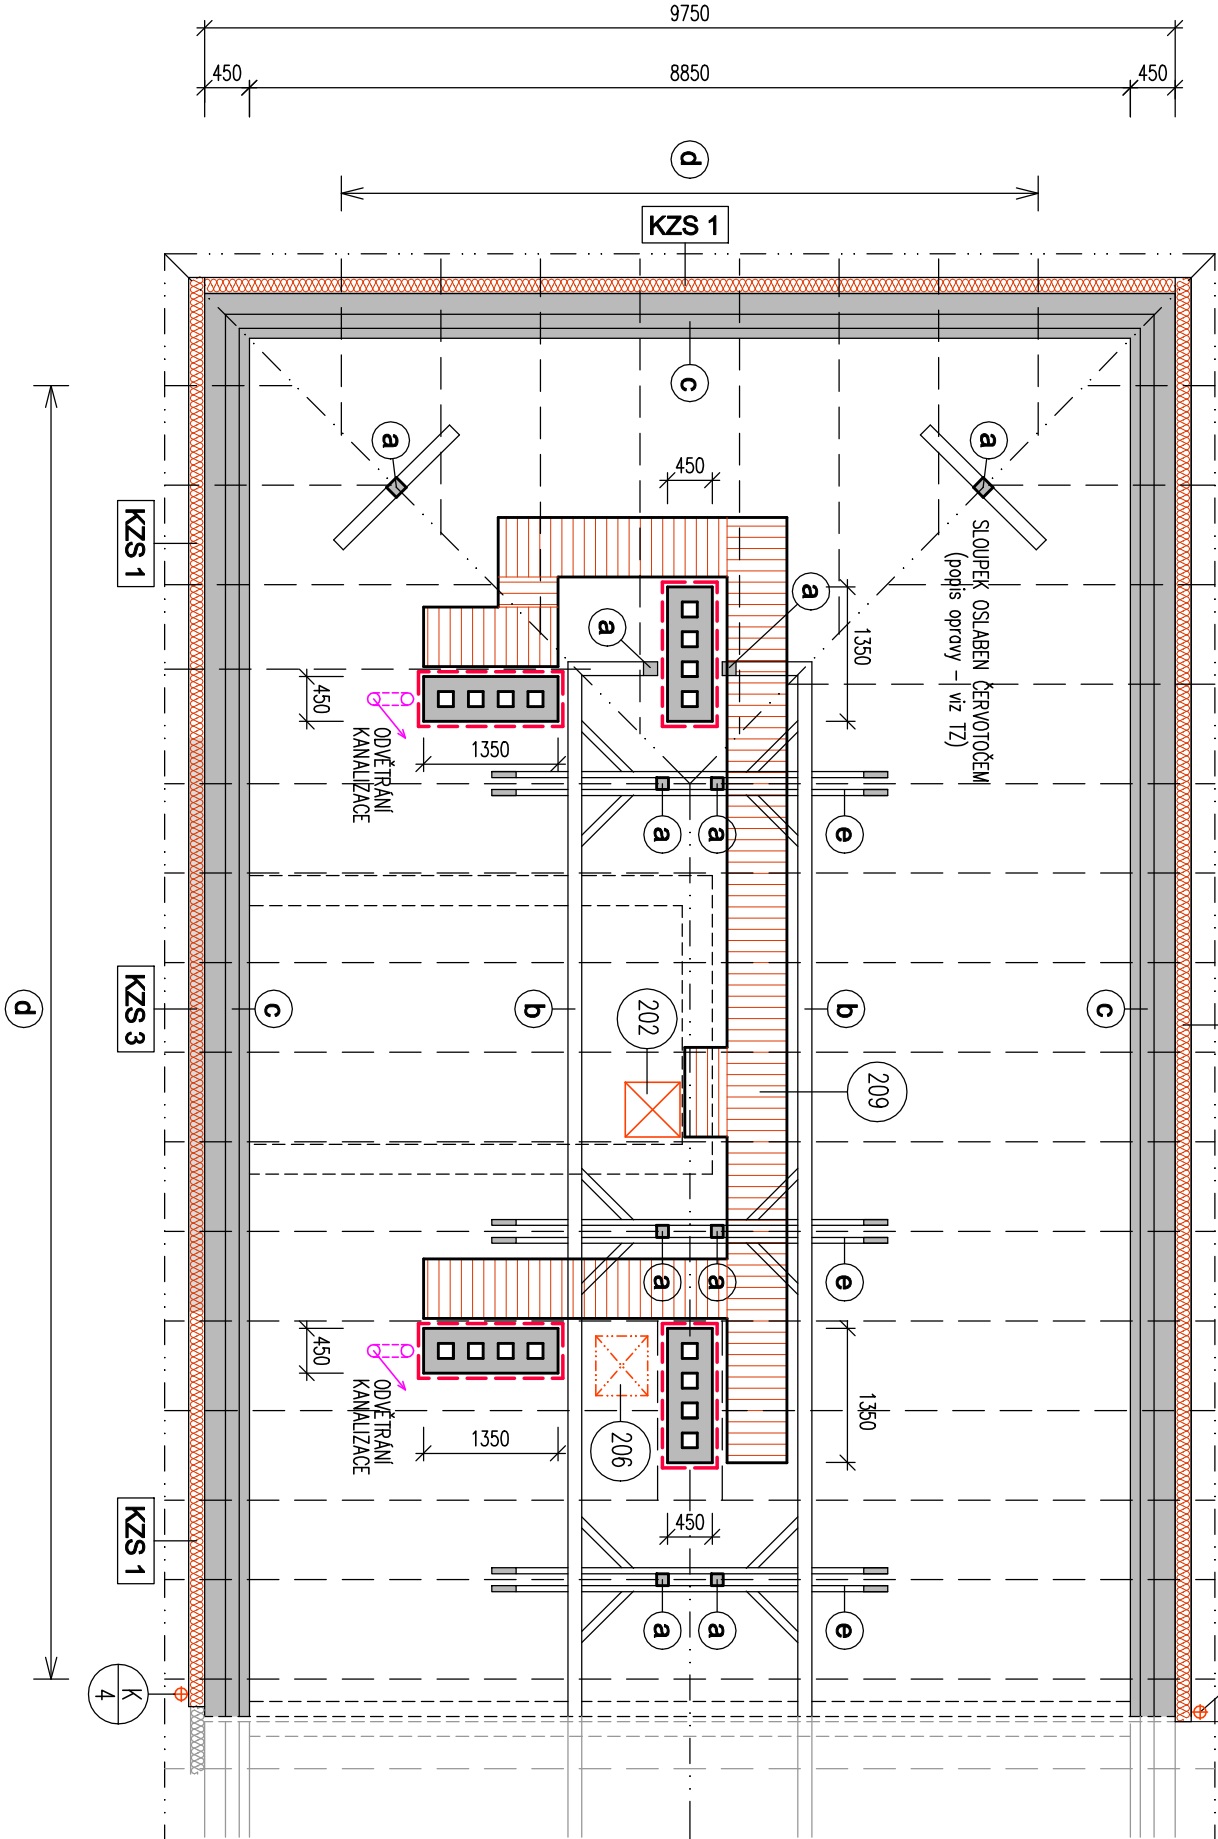 9750
450
8850
450
d
KZS 1
c
a
a
450
SLOUPEK OSLABEN ČERVOTOČEM
(popis opravy – viz TZ)
KZS 1
a
a
1350
450
1350
ODVĚTRÁNÍ
KANALIZACE
a
a
e
d
KZS 3
c
b
202
b
c
209
a
a
e
450
1350
ODVĚTRÁNÍ
KANALIZACE
206
1350
450
KZS 1
a
a
e
K
4